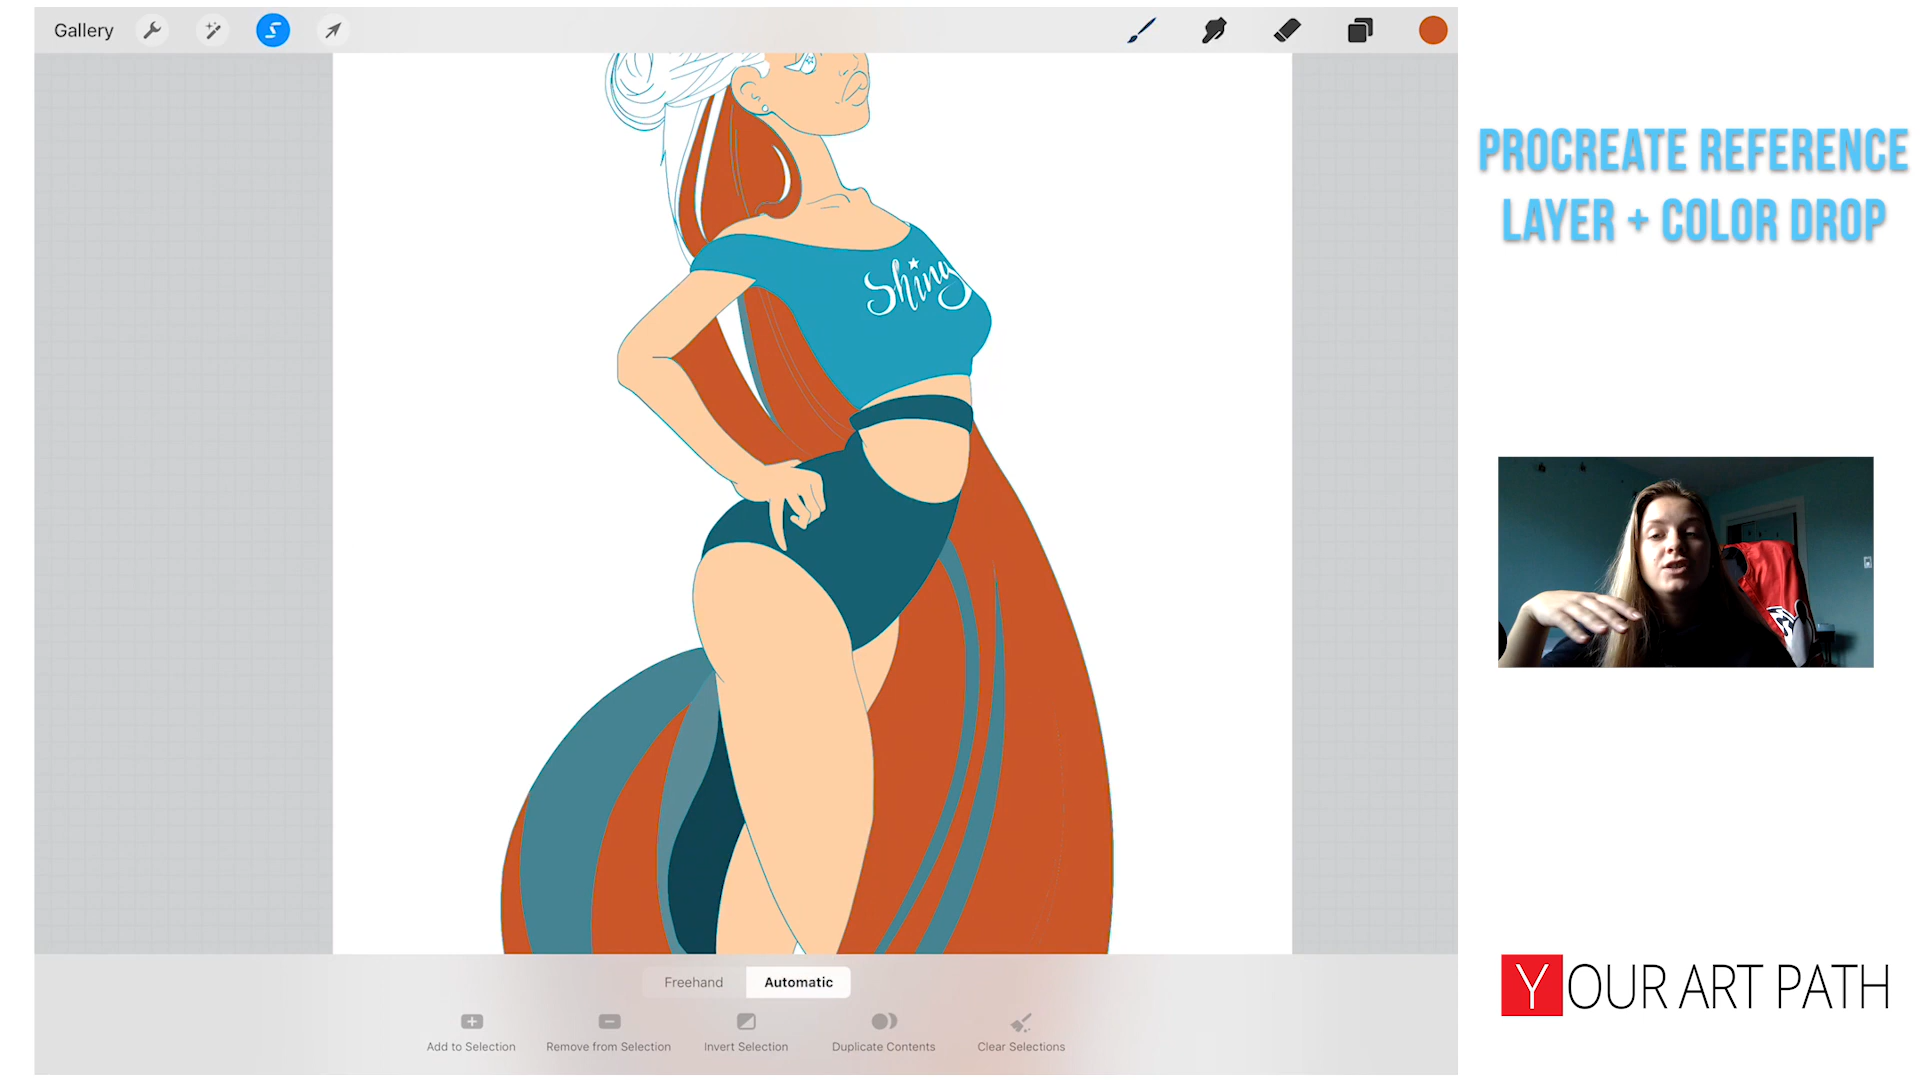 Gallery
PROCREATE REFERENCE
LAYER + COLOR DROP
Shiny
Freehand
Automatic
Add to Selection
Remove from Selection
Invert Selection
Duplicate Contents
Clear Selections
YOUR ART PATH